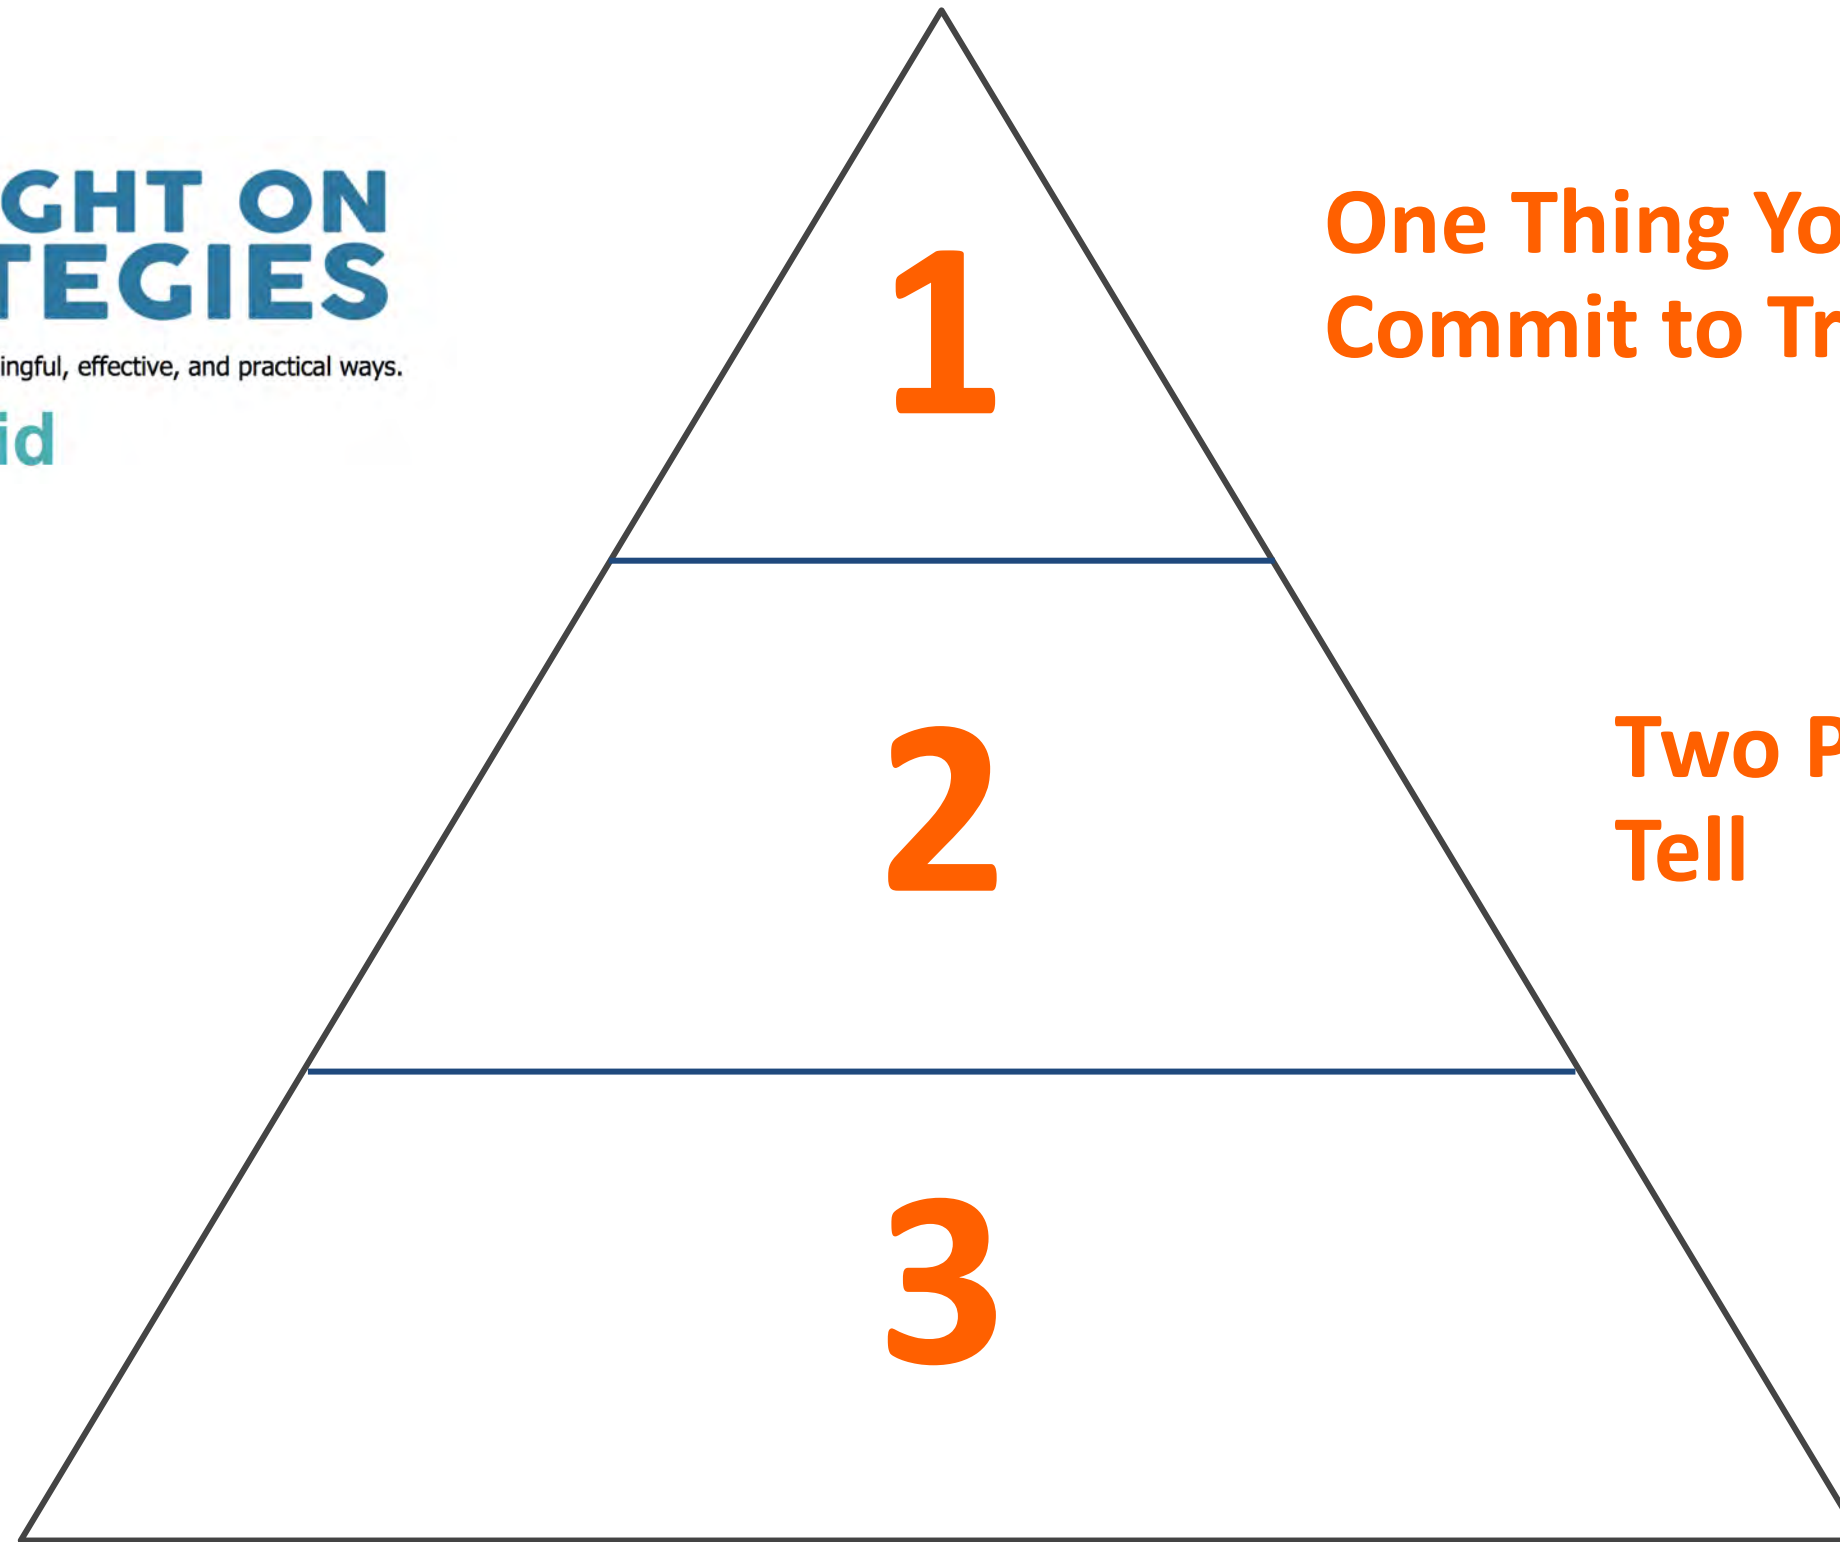 GHT ON
TEGIES
ingful, effective, and practical ways.
id
1
One Thing Yo
Commit to Tr
2
Two P
Tell
3